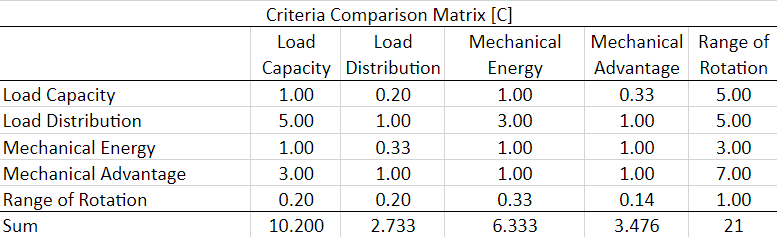 Criteria Comparison Matrix [C]
Load Capacity Load Distribution Mechanical Energy Mechanical Advantage Range of Rotation
Load Capacity 1.00 0.20 1.00 0.33 5.00
Load Distribution 5.00 1.00 3.00 1.00 5.00
Mechanical Energy 1.00 0.33 1.00 1.00 3.00
Mechanical Advantage 3.00 1.00 1.00 1.00 7.00
Range of Rotation 0.20 0.20 0.33 0.14 1.00
Sum 10.200 2.733 6.333 3.476 21